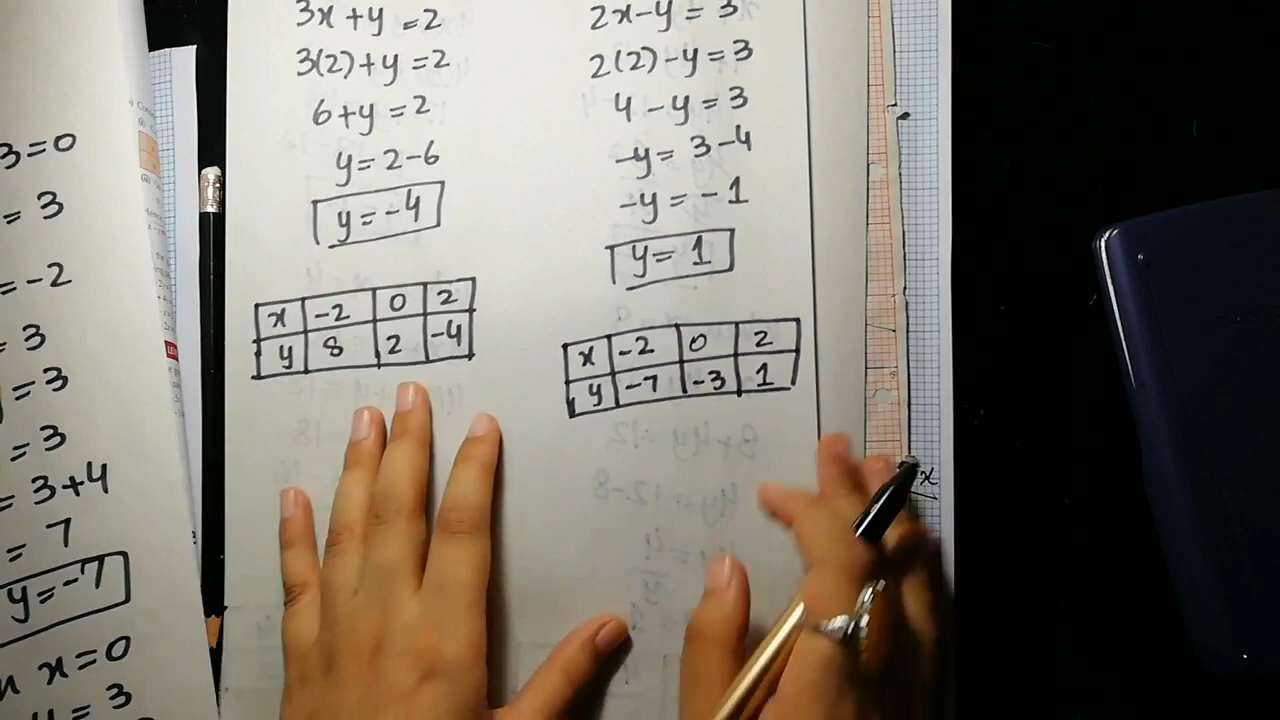 3=0
= 3
= -2
= 3
= 3
= 3
= 3+4
= 7
y=-7
x=0
= 3
3x+y =2
3(2)+y =2
6+y =2
y=2-6
y=-4
x -2 0 2
y 8 2 -4
2x-y = 3
2(2)-y=3
4-y=3
-y= 3-4
-y= -1
y= 1
x -2 0 2
y -7 -3 1
x